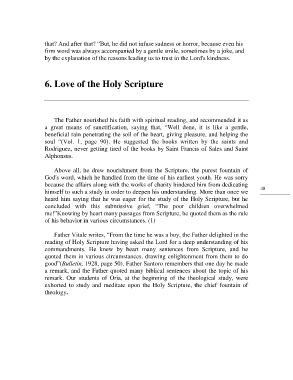 that? And after that? "But, he did not infuse sadness or horror, because even his
firm word was always accompanied by a gentle smile, sometimes by a joke, and
by the explanation of the reasons leading us to trust in the Lord's kindness.
6. Love of the Holy Scripture
The Father nourished his faith with spiritual reading, and recommended it as
a great means of sanctification, saying that, "Well done, it is like a gentle,
beneficial rain penetrating the soil of the heart, giving pleasure, and helping the
soul "(Vol. 1, page 90). He suggested the books written by the saints and
Rodriguez, never getting tired of the books by Saint Francis of Sales and Saint
Alphonsus.
Above all, he drew nourishment from the Scripture, the purest fountain of
God's word, which he handled from the time of his earliest youth. He was sorry
because the affairs along with the works of charity hindered him from dedicating
himself to such a study in order to deepen his understanding. More than once we
heard him saying that he was eager for the study of the Holy Scripture, but he
concluded with this submissive grief, "The poor children overwhelmed
me!"Knowing by heart many passages from Scripture, he quoted them as the rule
of his behavior in various circumstances. (1)
Father Vitale writes, "From the time he was a boy, the Father delighted in the
reading of Holy Scripture having asked the Lord for a deep understanding of his
commandments. He knew by heart many sentences from Scripture, and he
quoted them in various circumstances, drawing enlightenment from them to do
good"(Bulletin, 1928, page 50). Father Santoro remembers that one day he made
a remark, and the Father quoted many biblical sentences about the topic of his
remark. Our students of Oria, at the beginning of the theological study, were
exhorted to study and meditate upon the Holy Scripture, the chief fountain of
theology.